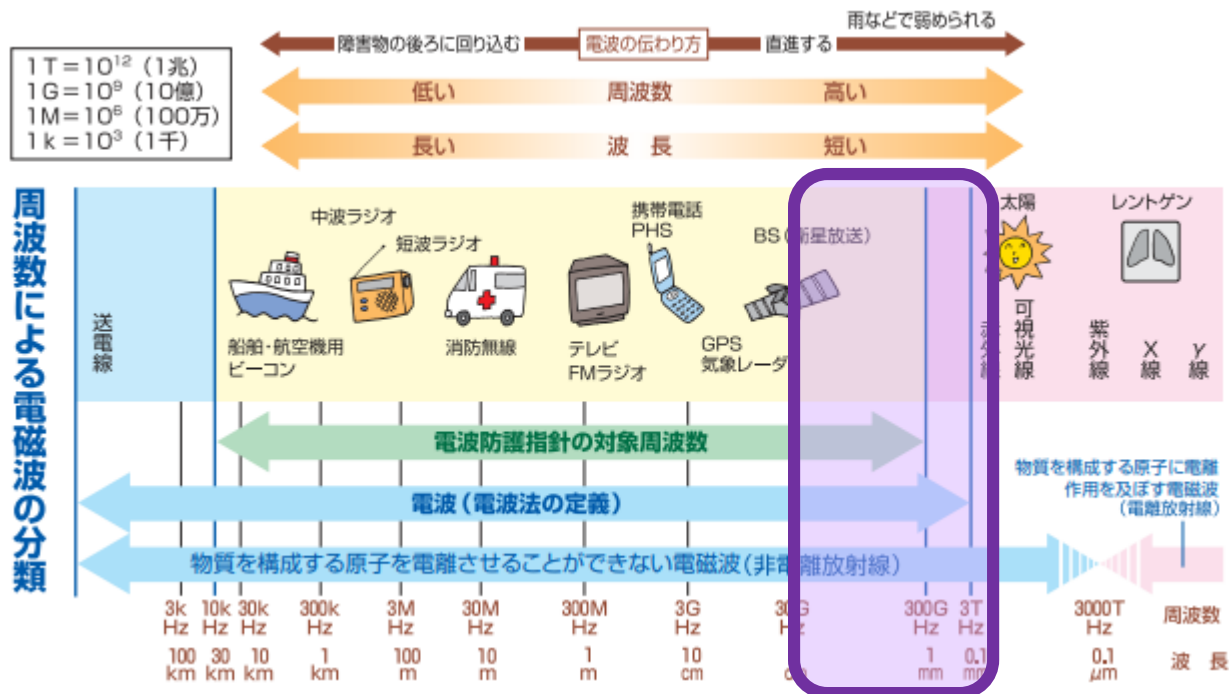 雨などで弱められる
障害物の後ろに回り込む 電波の伝わり方 直進する
1T=10¹²（1兆）
1G=10⁹（10億）
1M=10⁶（100万）
1k=10³（1千）
低い 周波数 高い
長い 波長 短い
周波数による電磁波の分類
送電線
中波ラジオ
短波ラジオ
船舶・航空機用
ビーコン
消防無線
テレビ
FMラジオ
携帯電話
PHS
BS（衛星放送）
GPS
気象レーダ
太陽
赤外線
可視光線
レントゲン
紫外線
X線
γ線
電波防護指針の対象周波数
電波（電波法の定義）
物質を構成する原子を電離させることができない電磁波（非電離放射線）
物質を構成する原子に電離
作用を及ぼす電磁波
（電離放射線）
3k 10k 30k 300k 3M 30M 300M 3G 30G 300G 3T 3000T
Hz Hz Hz Hz Hz Hz Hz Hz Hz Hz Hz Hz
周波数
100 30 10 1 100 10 1 10 1 0.1 0.1
km km km km m m m cm mm mm μm
波長